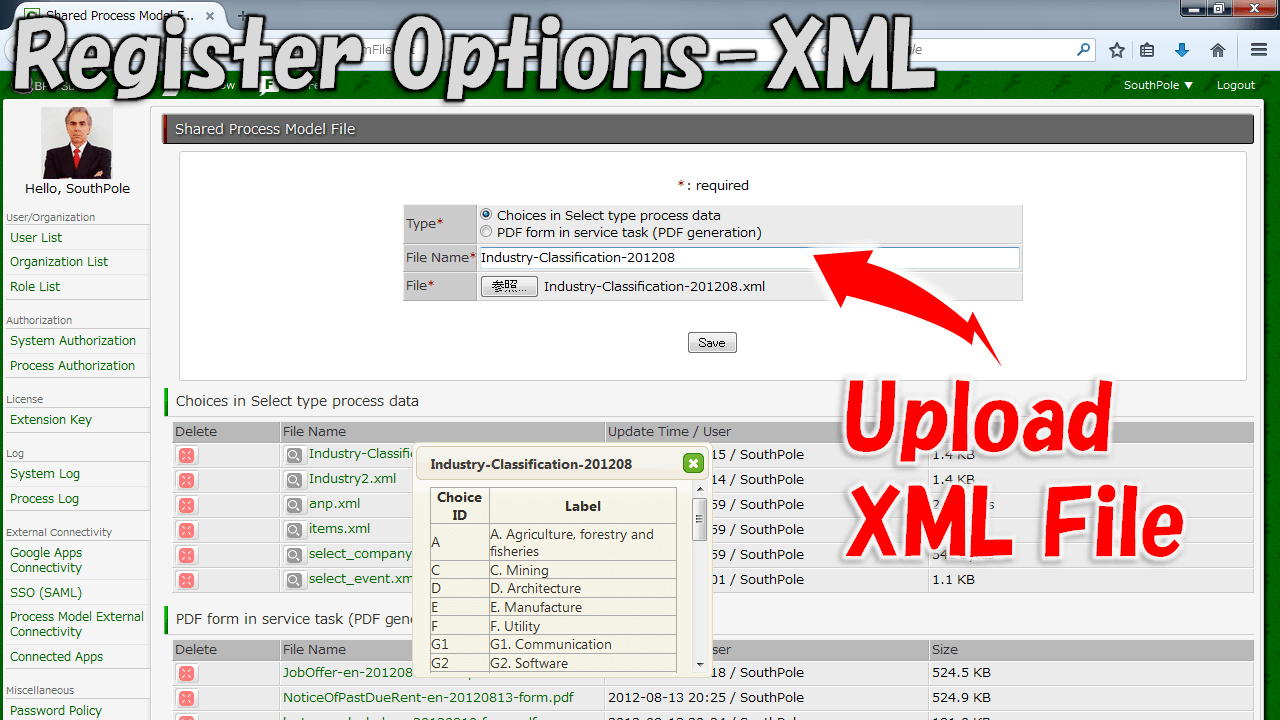 Shared Process Model F...
Register Options-XML
SouthPole ▼
Logout
Hello, SouthPole
User/Organization
User List
Organization List
Role List
Authorization
System Authorization
Process Authorization
License
Extension Key
Log
System Log
Process Log
External Connectivity
Google Apps
Connectivity
SSO (SAML)
Process Model External
Connectivity
Connected Apps
Miscellaneous
Password Policy
Shared Process Model File
*: required
Type* Choices in Select type process data
PDF form in service task (PDF generation)
File Name* Industry-Classification-201208
File* 参照... Industry-Classification-201208.xml
Save
Upload
XML File
Choices in Select type process data
Delete File Name Update Time / User
Industry-Classifi 15 / SouthPole 1.4 KB
Industry2.xml 14 / SouthPole 1.4 KB
anp.xml 59 / SouthPole
items.xml 59 / SouthPole
select_company 59 / SouthPole
select_event.xm 01 / SouthPole 1.1 KB
Industry-Classification-201208
Choice
ID Label
A A. Agriculture, forestry and
fisheries
C C. Mining
D D. Architecture
E E. Manufacture
F F. Utility
G1 G1. Communication
G2 G2. Software
PDF form in service task (PDF gene
Delete File Name ser Size
JobOffer-en-201208 18 / SouthPole 524.5 KB
NoticeOfPastDueRent-en-20120813-form.pdf 2012-08-13 20:25 / SouthPole 524.9 KB